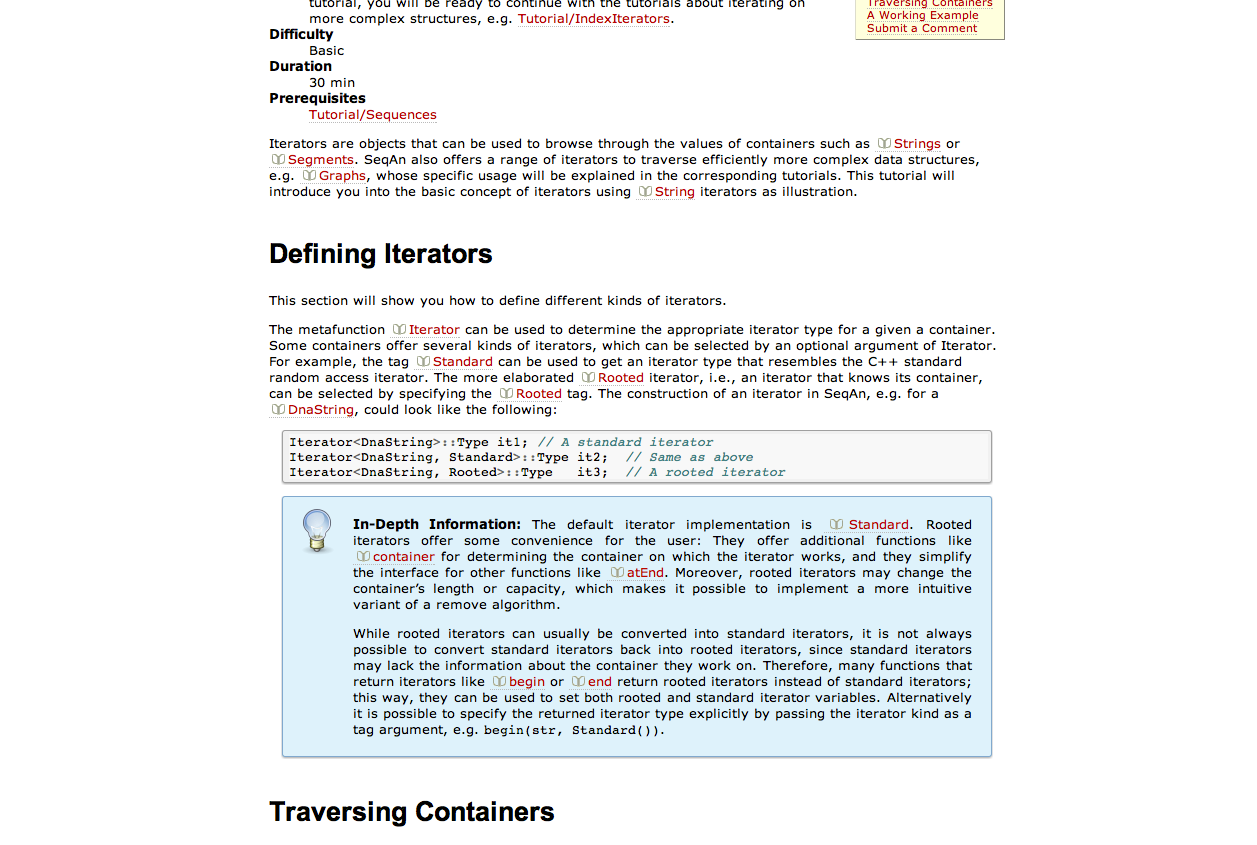 tutorial, you will be ready to continue with the tutorials about iterating on
more complex structures, e.g. Tutorial/IndexIterators.
Traversing Containers
A Working Example
Submit a Comment
Difficulty
Basic
Duration
30 min
Prerequisites
Tutorial/Sequences
Iterators are objects that can be used to browse through the values of containers such as Strings or
Segments. SeqAn also offers a range of iterators to traverse efficiently more complex data structures,
e.g. Graphs, whose specific usage will be explained in the corresponding tutorials. This tutorial will
introduce you into the basic concept of iterators using String iterators as illustration.
Defining Iterators
This section will show you how to define different kinds of iterators.
The metafunction Iterator can be used to determine the appropriate iterator type for a given a container.
Some containers offer several kinds of iterators, which can be selected by an optional argument of Iterator.
For example, the tag Standard can be used to get an iterator type that resembles the C++ standard
random access iterator. The more elaborated Rooted iterator, i.e., an iterator that knows its container,
can be selected by specifying the Rooted tag. The construction of an iterator in SeqAn, e.g. for a
DnaString, could look like the following:
Iterator<DnaString>::Type it1; // A standard iterator
Iterator<DnaString, Standard>::Type it2;  // Same as above
Iterator<DnaString, Rooted>::Type   it3;  // A rooted iterator
In-Depth Information: The default iterator implementation is Standard. Rooted
iterators offer some convenience for the user: They offer additional functions like
container for determining the container on which the iterator works, and they simplify
the interface for other functions like atEnd. Moreover, rooted iterators may change the
container’s length or capacity, which makes it possible to implement a more intuitive
variant of a remove algorithm.
While rooted iterators can usually be converted into standard iterators, it is not always
possible to convert standard iterators back into rooted iterators, since standard iterators
may lack the information about the container they work on. Therefore, many functions that
return iterators like begin or end return rooted iterators instead of standard iterators;
this way, they can be used to set both rooted and standard iterator variables. Alternatively
it is possible to specify the returned iterator type explicitly by passing the iterator kind as a
tag argument, e.g. begin(str, Standard()).
Traversing Containers